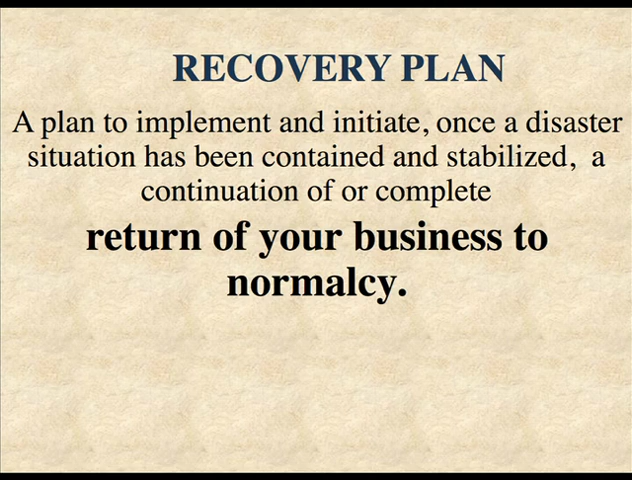 RECOVERY PLAN
A plan to implement and initiate, once a disaster
situation has been contained and stabilized,  a
continuation of or complete
return of your business to
normalcy.